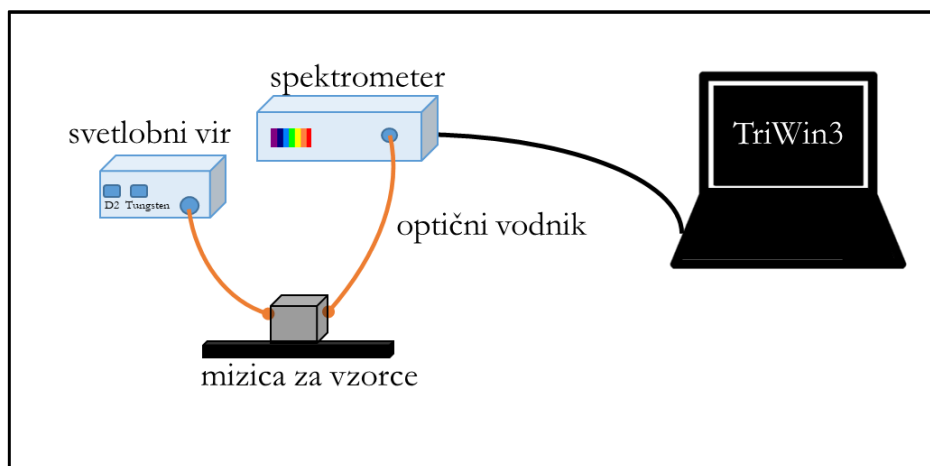 spektrometer
svetlobni vir
TriWin3
D2 Tungsten
optični vodnik
mizica za vzorce